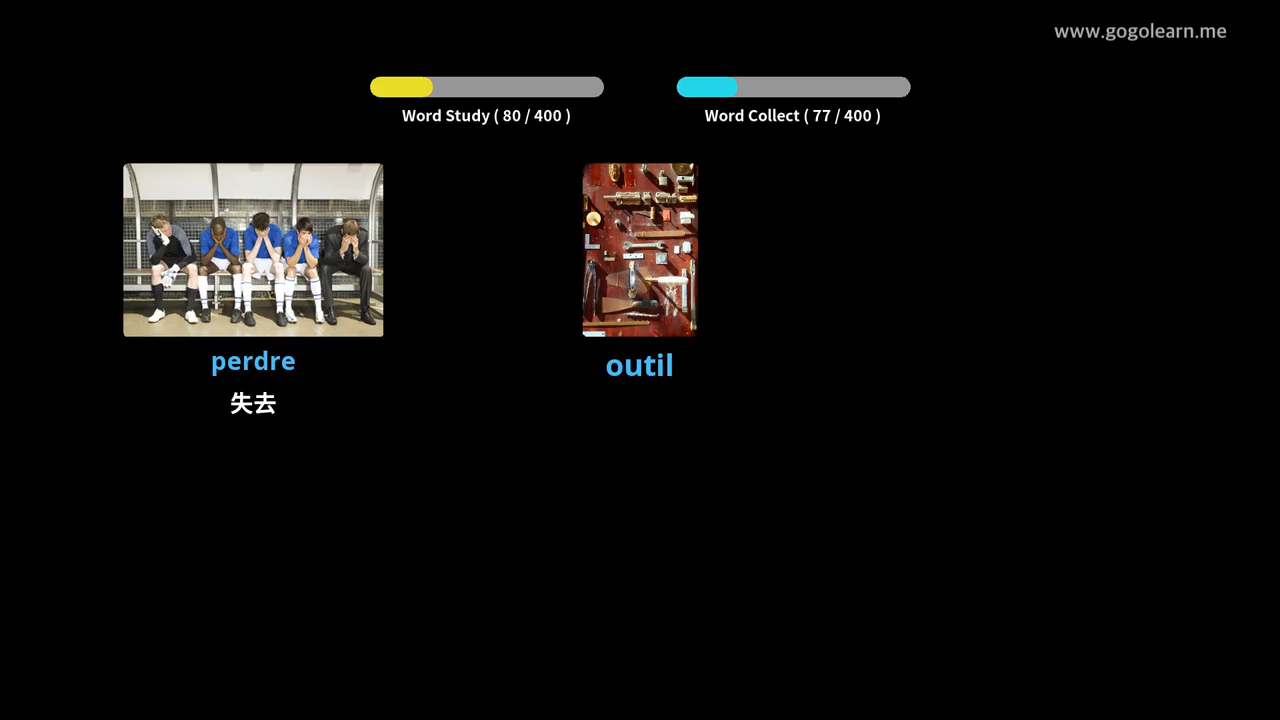 www.gogolearn.me
Word Study ( 80 / 400 )
Word Collect ( 77 / 400 )
perdre
失去
outil